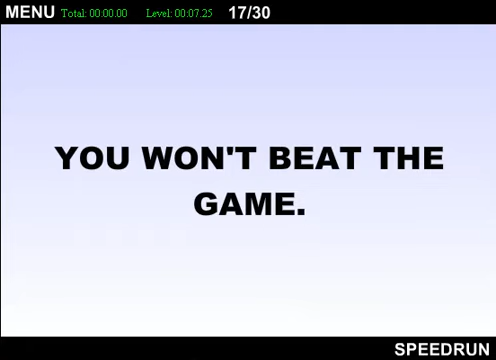 MENU Total: 00:00.00 Level: 00:07.25 17/30
YOU WON'T BEAT THE
GAME.
SPEEDRUN